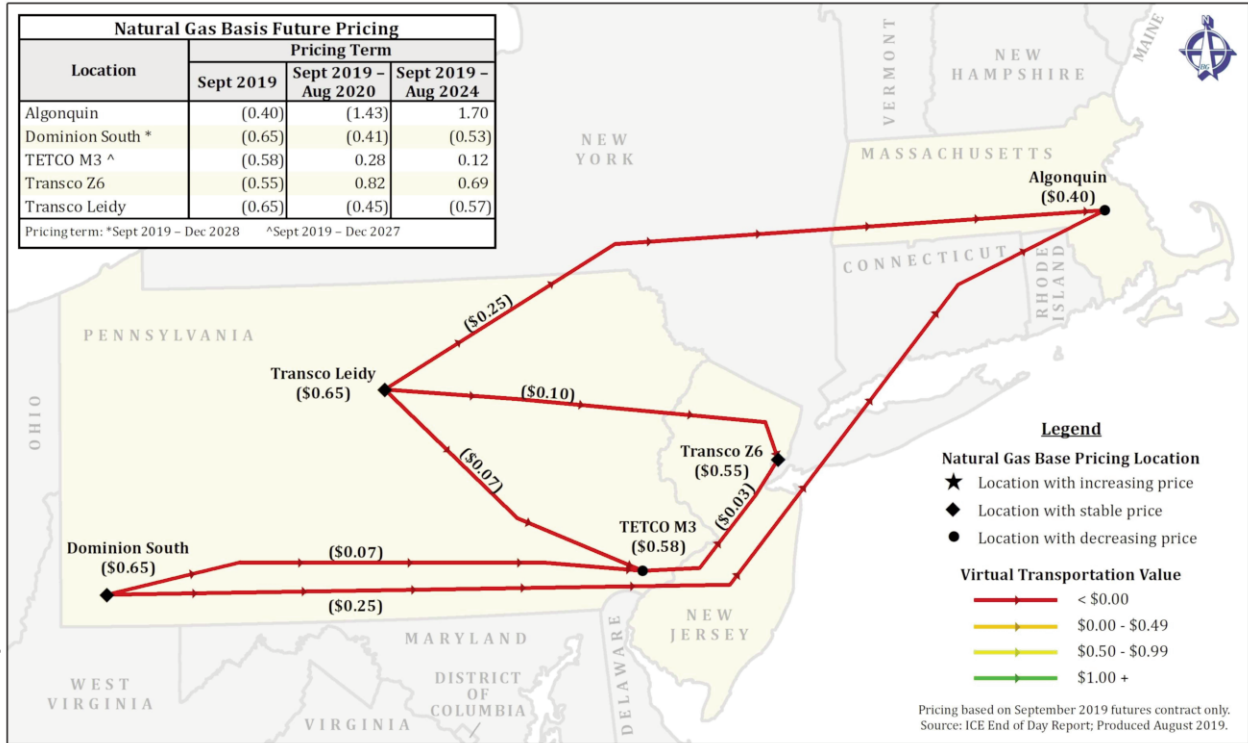 Natural Gas Basis Future Pricing
Location
Pricing Term
Sept 2019
Sept 2019 –
Aug 2020
Sept 2019 –
Aug 2024
Algonquin (0.40) (1.43) 1.70
Dominion South * (0.65) (0.41) (0.53)
TETCO M3 ^ (0.58) 0.28 0.12
Transco Z6 (0.55) 0.82 0.69
Transco Leidy (0.65) (0.45) (0.57)
Pricing term: *Sept 2019 – Dec 2028 ^Sept 2019 – Dec 2027
VERMONT
NEW
HAMPSHIRE
MAINE
NEW
YORK
MASSACHUSETTS
Algonquin
($0.40)
CONNECTICUT
RHODE
ISLAND
PENNSYLVANIA
($0.25)
Transco Leidy
($0.65)
($0.10)
OHIO
Transco Z6
($0.55)
($0.07)
($0.03)
TETCO M3
($0.58)
Dominion South
($0.65)
($0.07)
($0.25)
NEW
JERSEY
MARYLAND
DELAWARE
WEST
VIRGINIA
DISTRICT
OF
COLUMBIA
VIRGINIA
Legend
Natural Gas Base Pricing Location
Location with increasing price
Location with stable price
Location with decreasing price
Virtual Transportation Value
< $0.00
$0.00 - $0.49
$0.50 - $0.99
$1.00 +
Pricing based on September 2019 futures contract only.
Source: ICE End of Day Report; Produced August 2019.